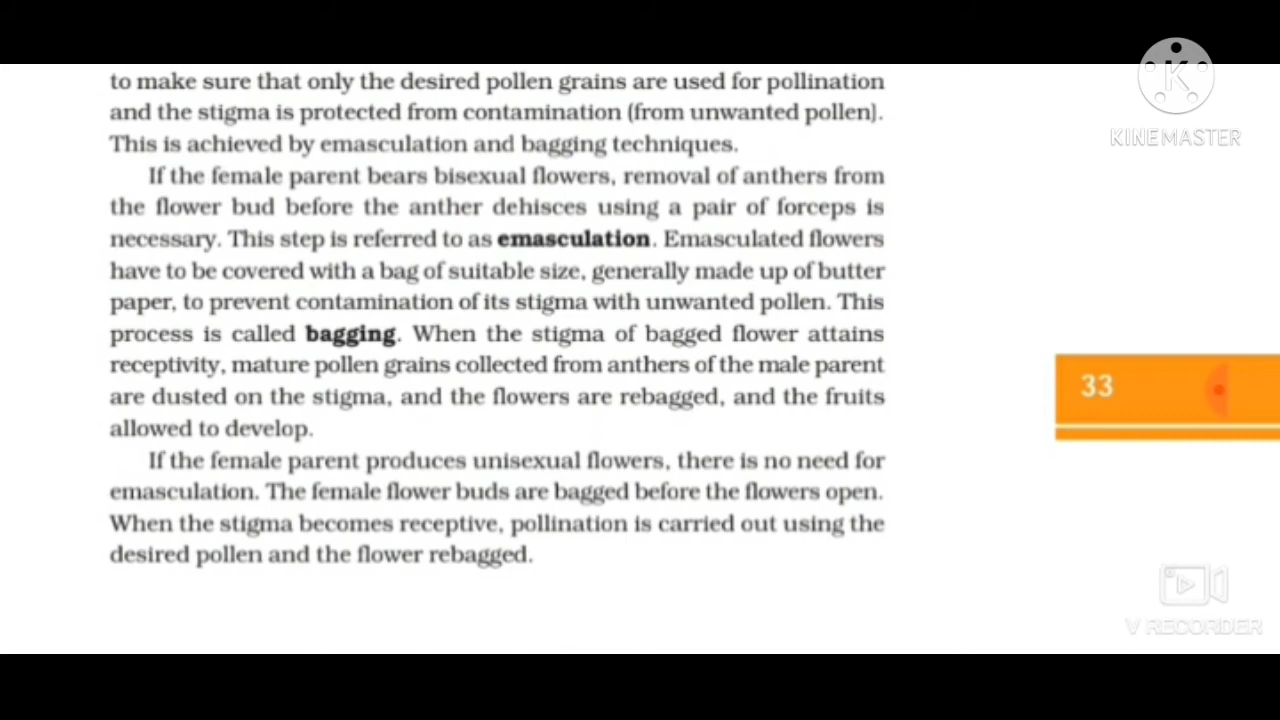 to make sure that only the desired pollen grains are used for pollination
and the stigma is protected from contamination (from unwanted pollen).
This is achieved by emasculation and bagging techniques.
If the female parent bears bisexual flowers, removal of anthers from
the flower bud before the anther dehisces using a pair of forceps is
necessary. This step is referred to as emasculation. Emasculated flowers
have to be covered with a bag of suitable size, generally made up of butter
paper, to prevent contamination of its stigma with unwanted pollen. This
process is called bagging. When the stigma of bagged flower attains
receptivity, mature pollen grains collected from anthers of the male parent
are dusted on the stigma, and the flowers are rebagged, and the fruits
allowed to develop.
If the female parent produces unisexual flowers, there is no need for
emasculation. The female flower buds are bagged before the flowers open.
When the stigma becomes receptive, pollination is carried out using the
desired pollen and the flower rebagged.
33
K
KINEMASTER
V RECORDER